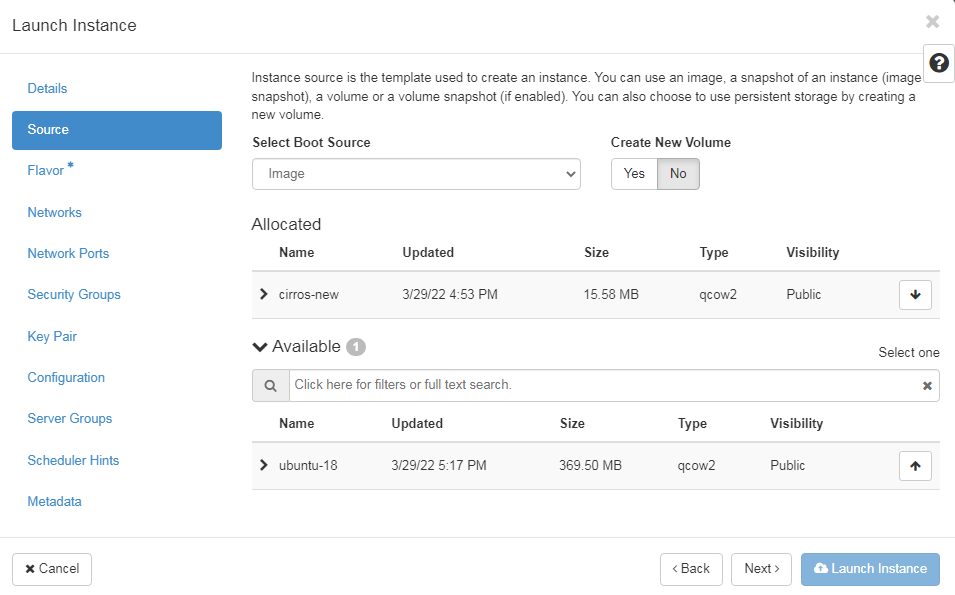 Launch Instance
×
?
Details
Source
Flavor *
Networks
Network Ports
Security Groups
Key Pair
Configuration
Server Groups
Scheduler Hints
Metadata
Instance source is the template used to create an instance. You can use an image, a snapshot of an instance (image
snapshot), a volume or a volume snapshot (if enabled). You can also choose to use persistent storage by creating a
new volume.
Select Boot Source Create New Volume
Image Yes No
Allocated
Name Updated Size Type Visibility
cirros-new 3/29/22 4:53 PM 15.58 MB qcow2 Public
Available 1
Select one
Click here for filters or full text search.
Name Updated Size Type Visibility
ubuntu-18 3/29/22 5:17 PM 369.50 MB qcow2 Public
Cancel < Back Next > Launch Instance